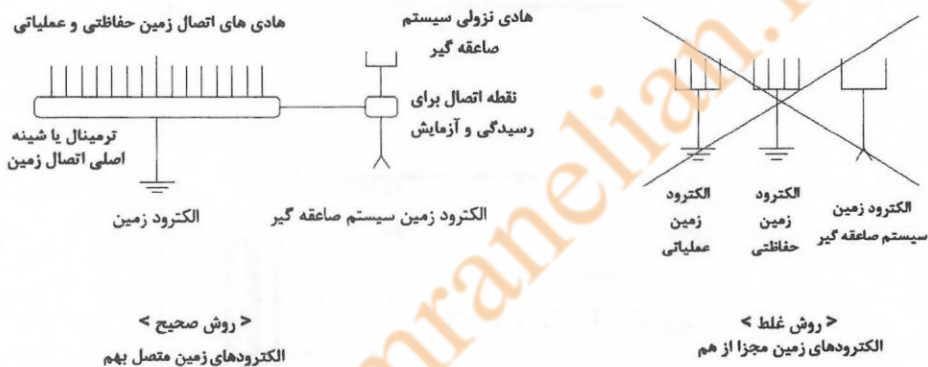 هادی های اتصال زمین حفاظتی و عملیاتی
هادی نزولی سیستم
صاعقه گیر
نقطه اتصال برای
رسیدگی و آزمایش
ترمینال یا شینه
اصلی اتصال زمین
الکترود زمین
الکترود زمین سیستم صاعقه گیر
< روش صحیح >
الکترودهای زمین متصل بهم
الکترود
زمین
عملیاتی
الکترود
زمین
حفاظتی
الکترود زمین
سیستم صاعقه گیر
< روش غلط >
الکترودهای زمین مجزا از هم